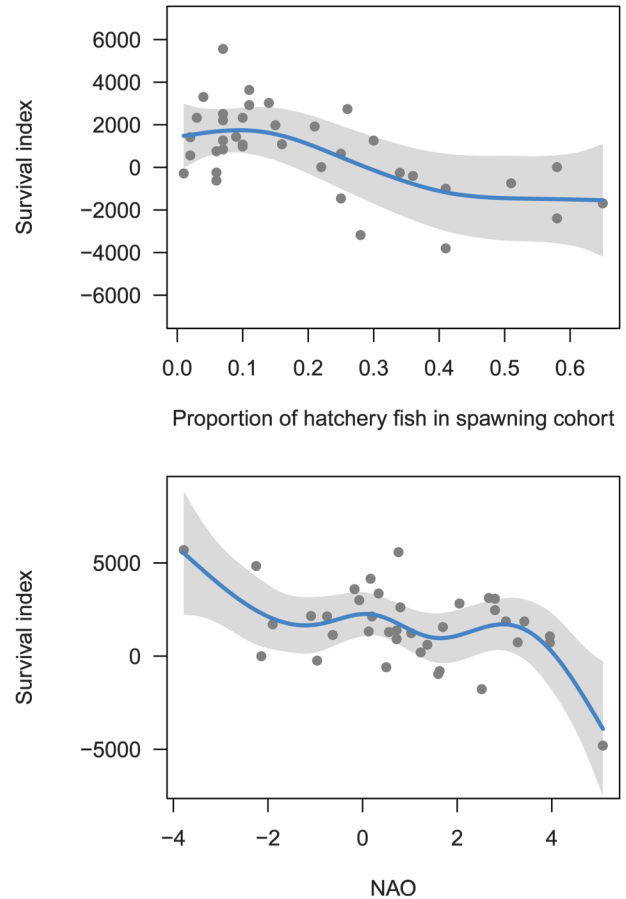 6000
4000
2000
0
−2000
−4000
−6000
Survival index
0.0 0.1 0.2 0.3 0.4 0.5 0.6
Proportion of hatchery fish in spawning cohort
5000
0
−5000
Survival index
−4 −2 0 2 4
NAO